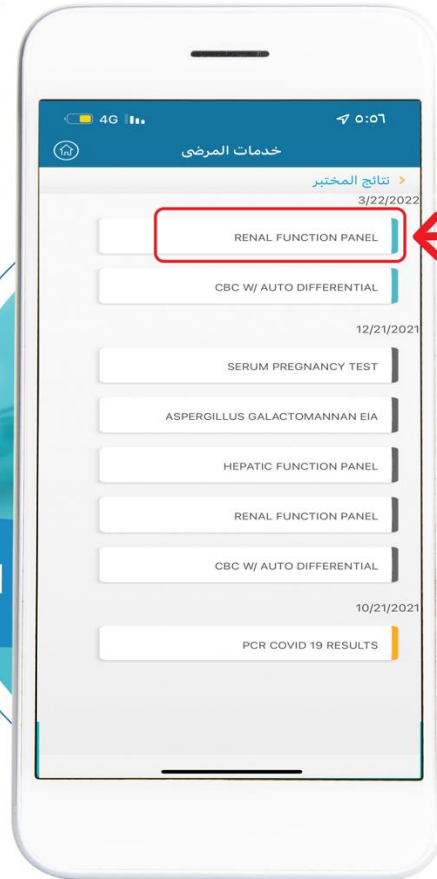 4G
٥:٥٦
خدمات المرضى
نتائج المختبر
3/22/2022
RENAL FUNCTION PANEL
CBC W/ AUTO DIFFERENTIAL
12/21/2021
SERUM PREGNANCY TEST
ASPERGILLUS GALACTOMANNAN EIA
HEPATIC FUNCTION PANEL
RENAL FUNCTION PANEL
CBC W/ AUTO DIFFERENTIAL
10/21/2021
PCR COVID 19 RESULTS